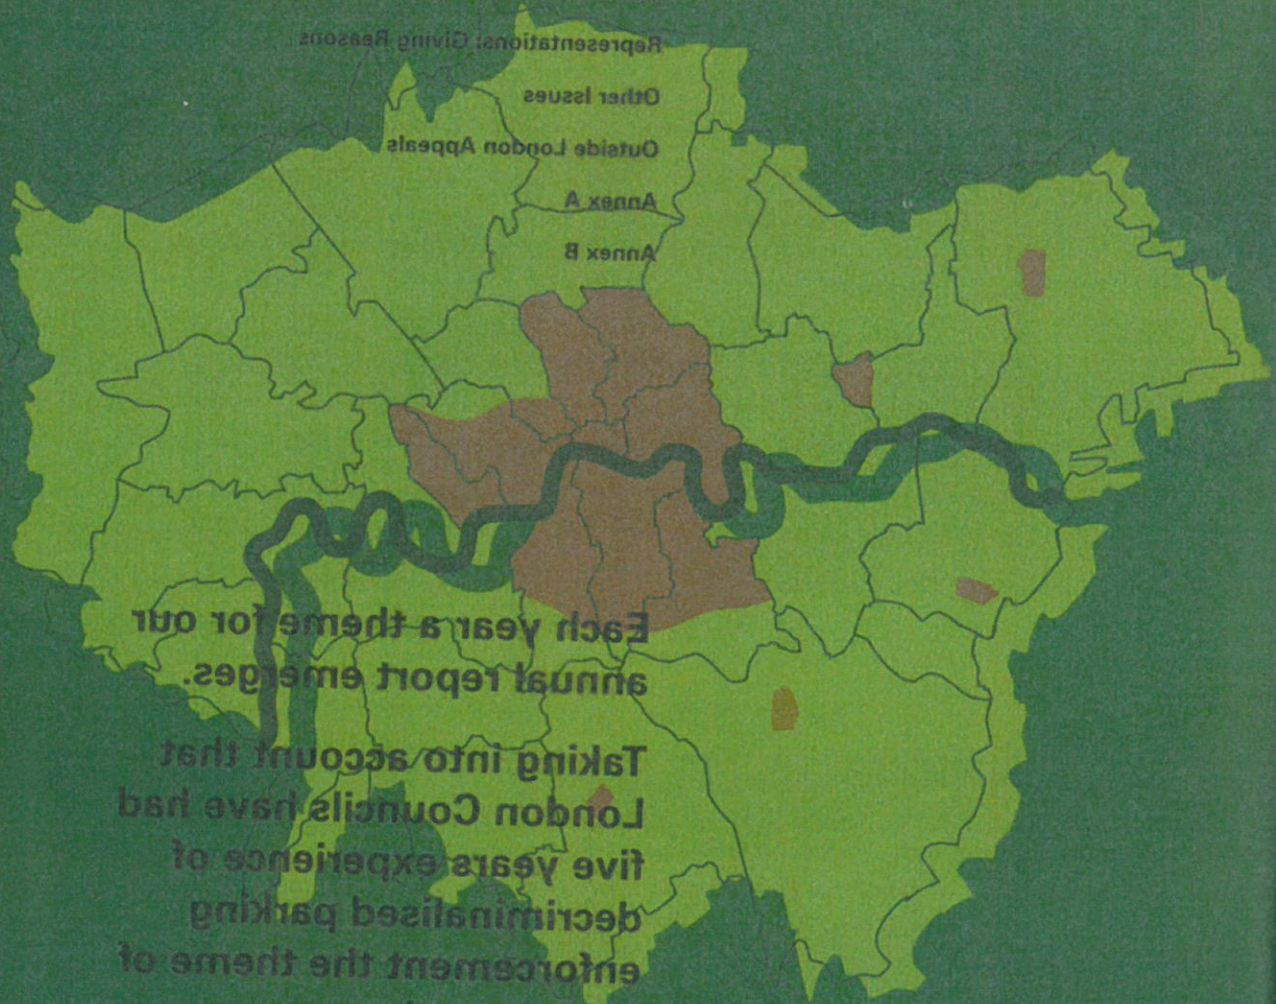 Representations: Giving Reasons
Other Issues
Outside London Appeals
Annex A
Annex B
Each year a theme for our
annual report emerges.
Taking into account that
London Councils have had
five years experience of
decriminalised parking
enforcement the theme of